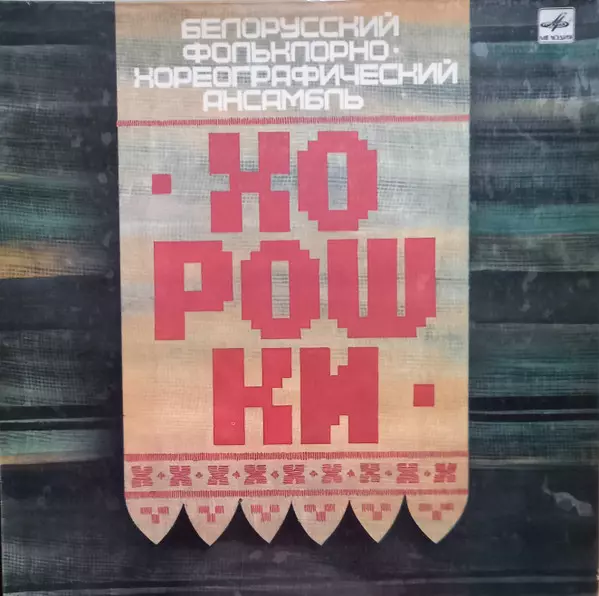 БЕЛОРУССКИЙ
МЕЛОДИЯ
ФОЛЬКЛОРНО-
ХОРЕОГРАФИЧЕСКИЙ
АНСАМБЛЬ
·ХО
РОШ
КИ·